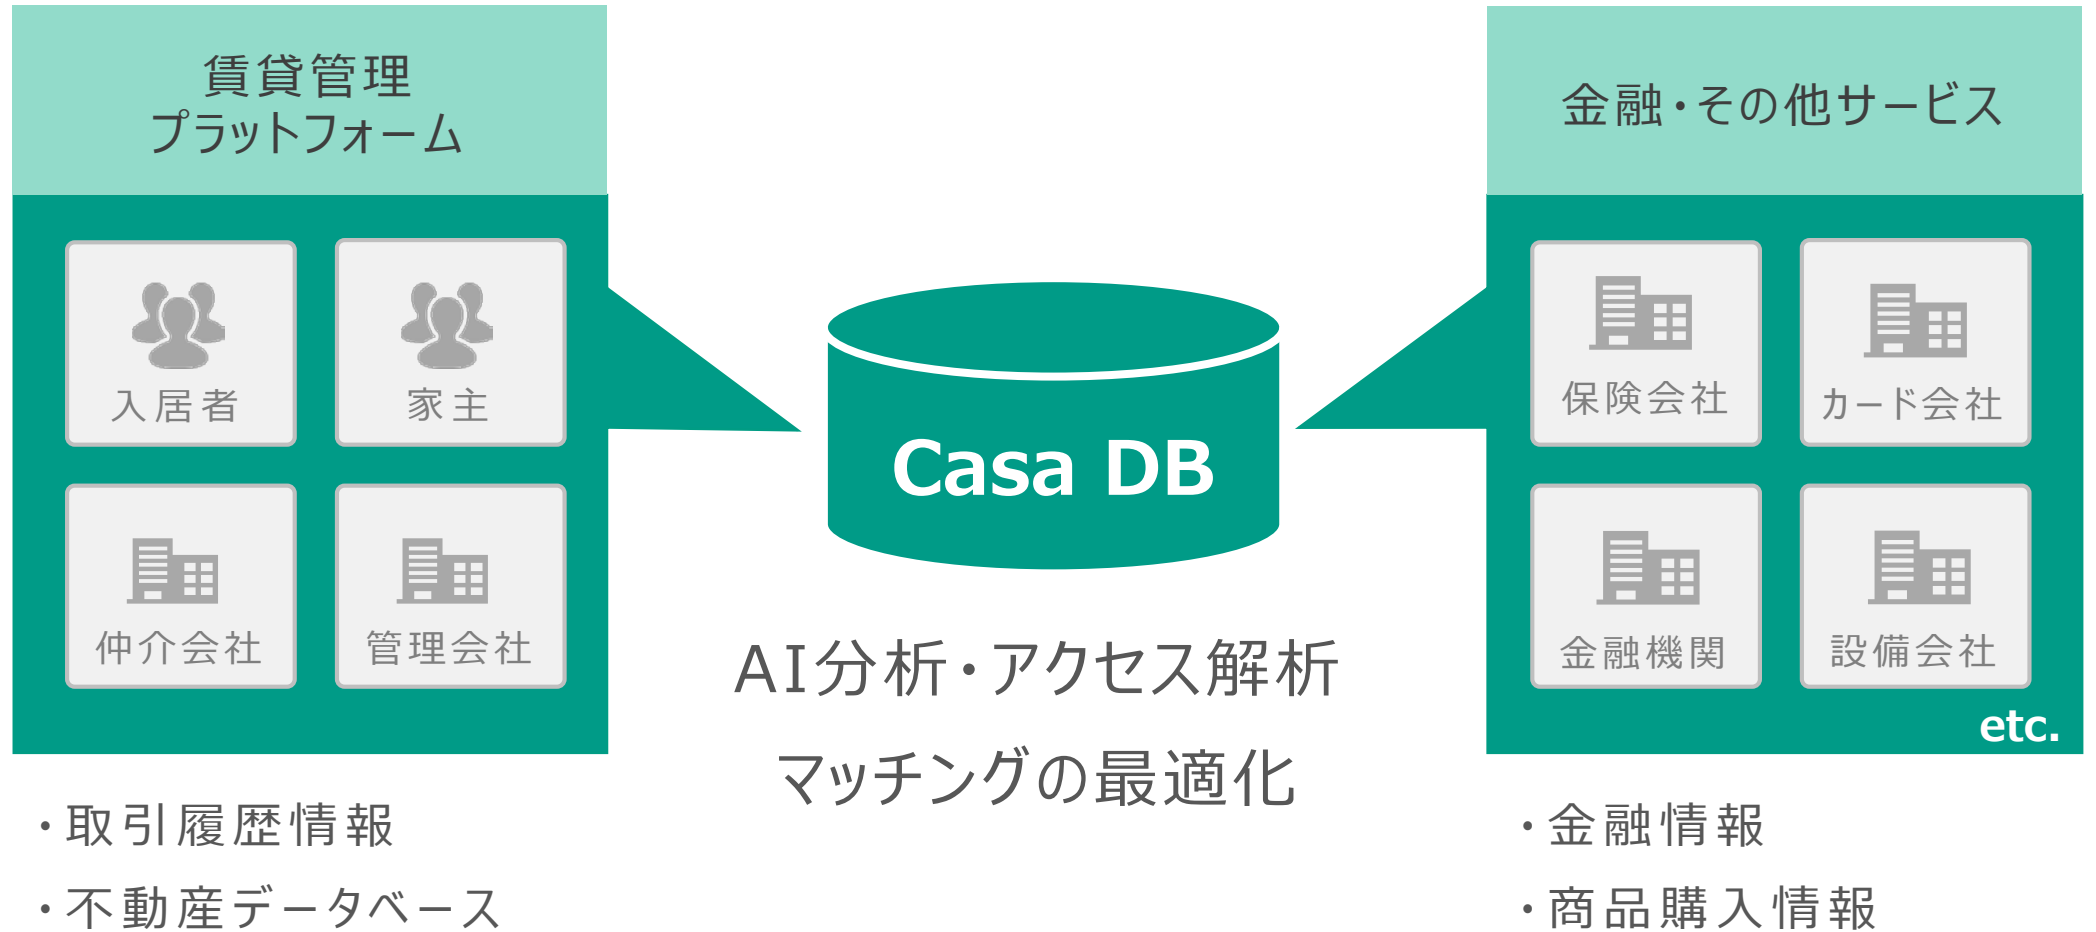 賃貸管理
プラットフォーム
入居者
家主
仲介会社
管理会社
・取引履歴情報
・不動産データベース
Casa DB
AI分析・アクセス解析
マッチングの最適化
金融・その他サービス
保険会社
カード会社
金融機関
設備会社
etc.
・金融情報
・商品購入情報